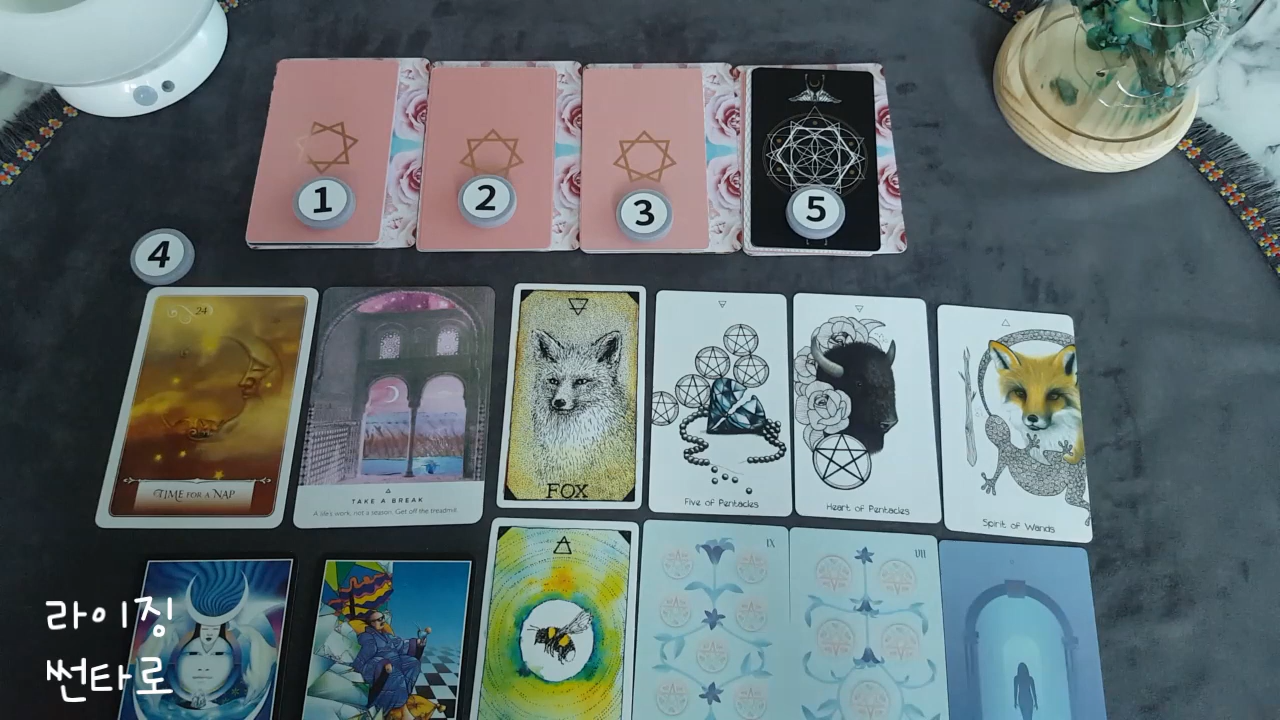 1
2
3
5
4
24
TIME FOR A NAP
TAKE A BREAK
A life's work, not a season. Get off the treadmill
FOX
Five of Pentacles
Heart of Pentacles
Spirit of Wands
IX
VII
라이징
썬타로